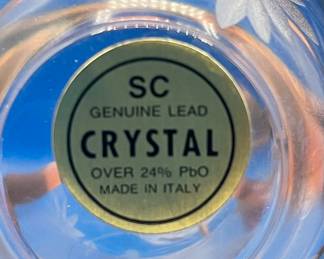 SC
GENUINE LEAD
CRYSTAL
OVER 24% PbO
MADE IN ITALY